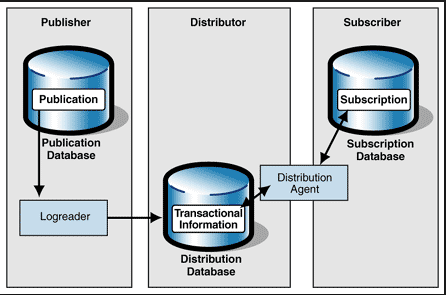 Publisher
Distributor
Subscriber
Publication
Publication
Database
Subscription
Subscription
Database
Distribution
Agent
Logreader
Transactional
Information
Distribution
Database